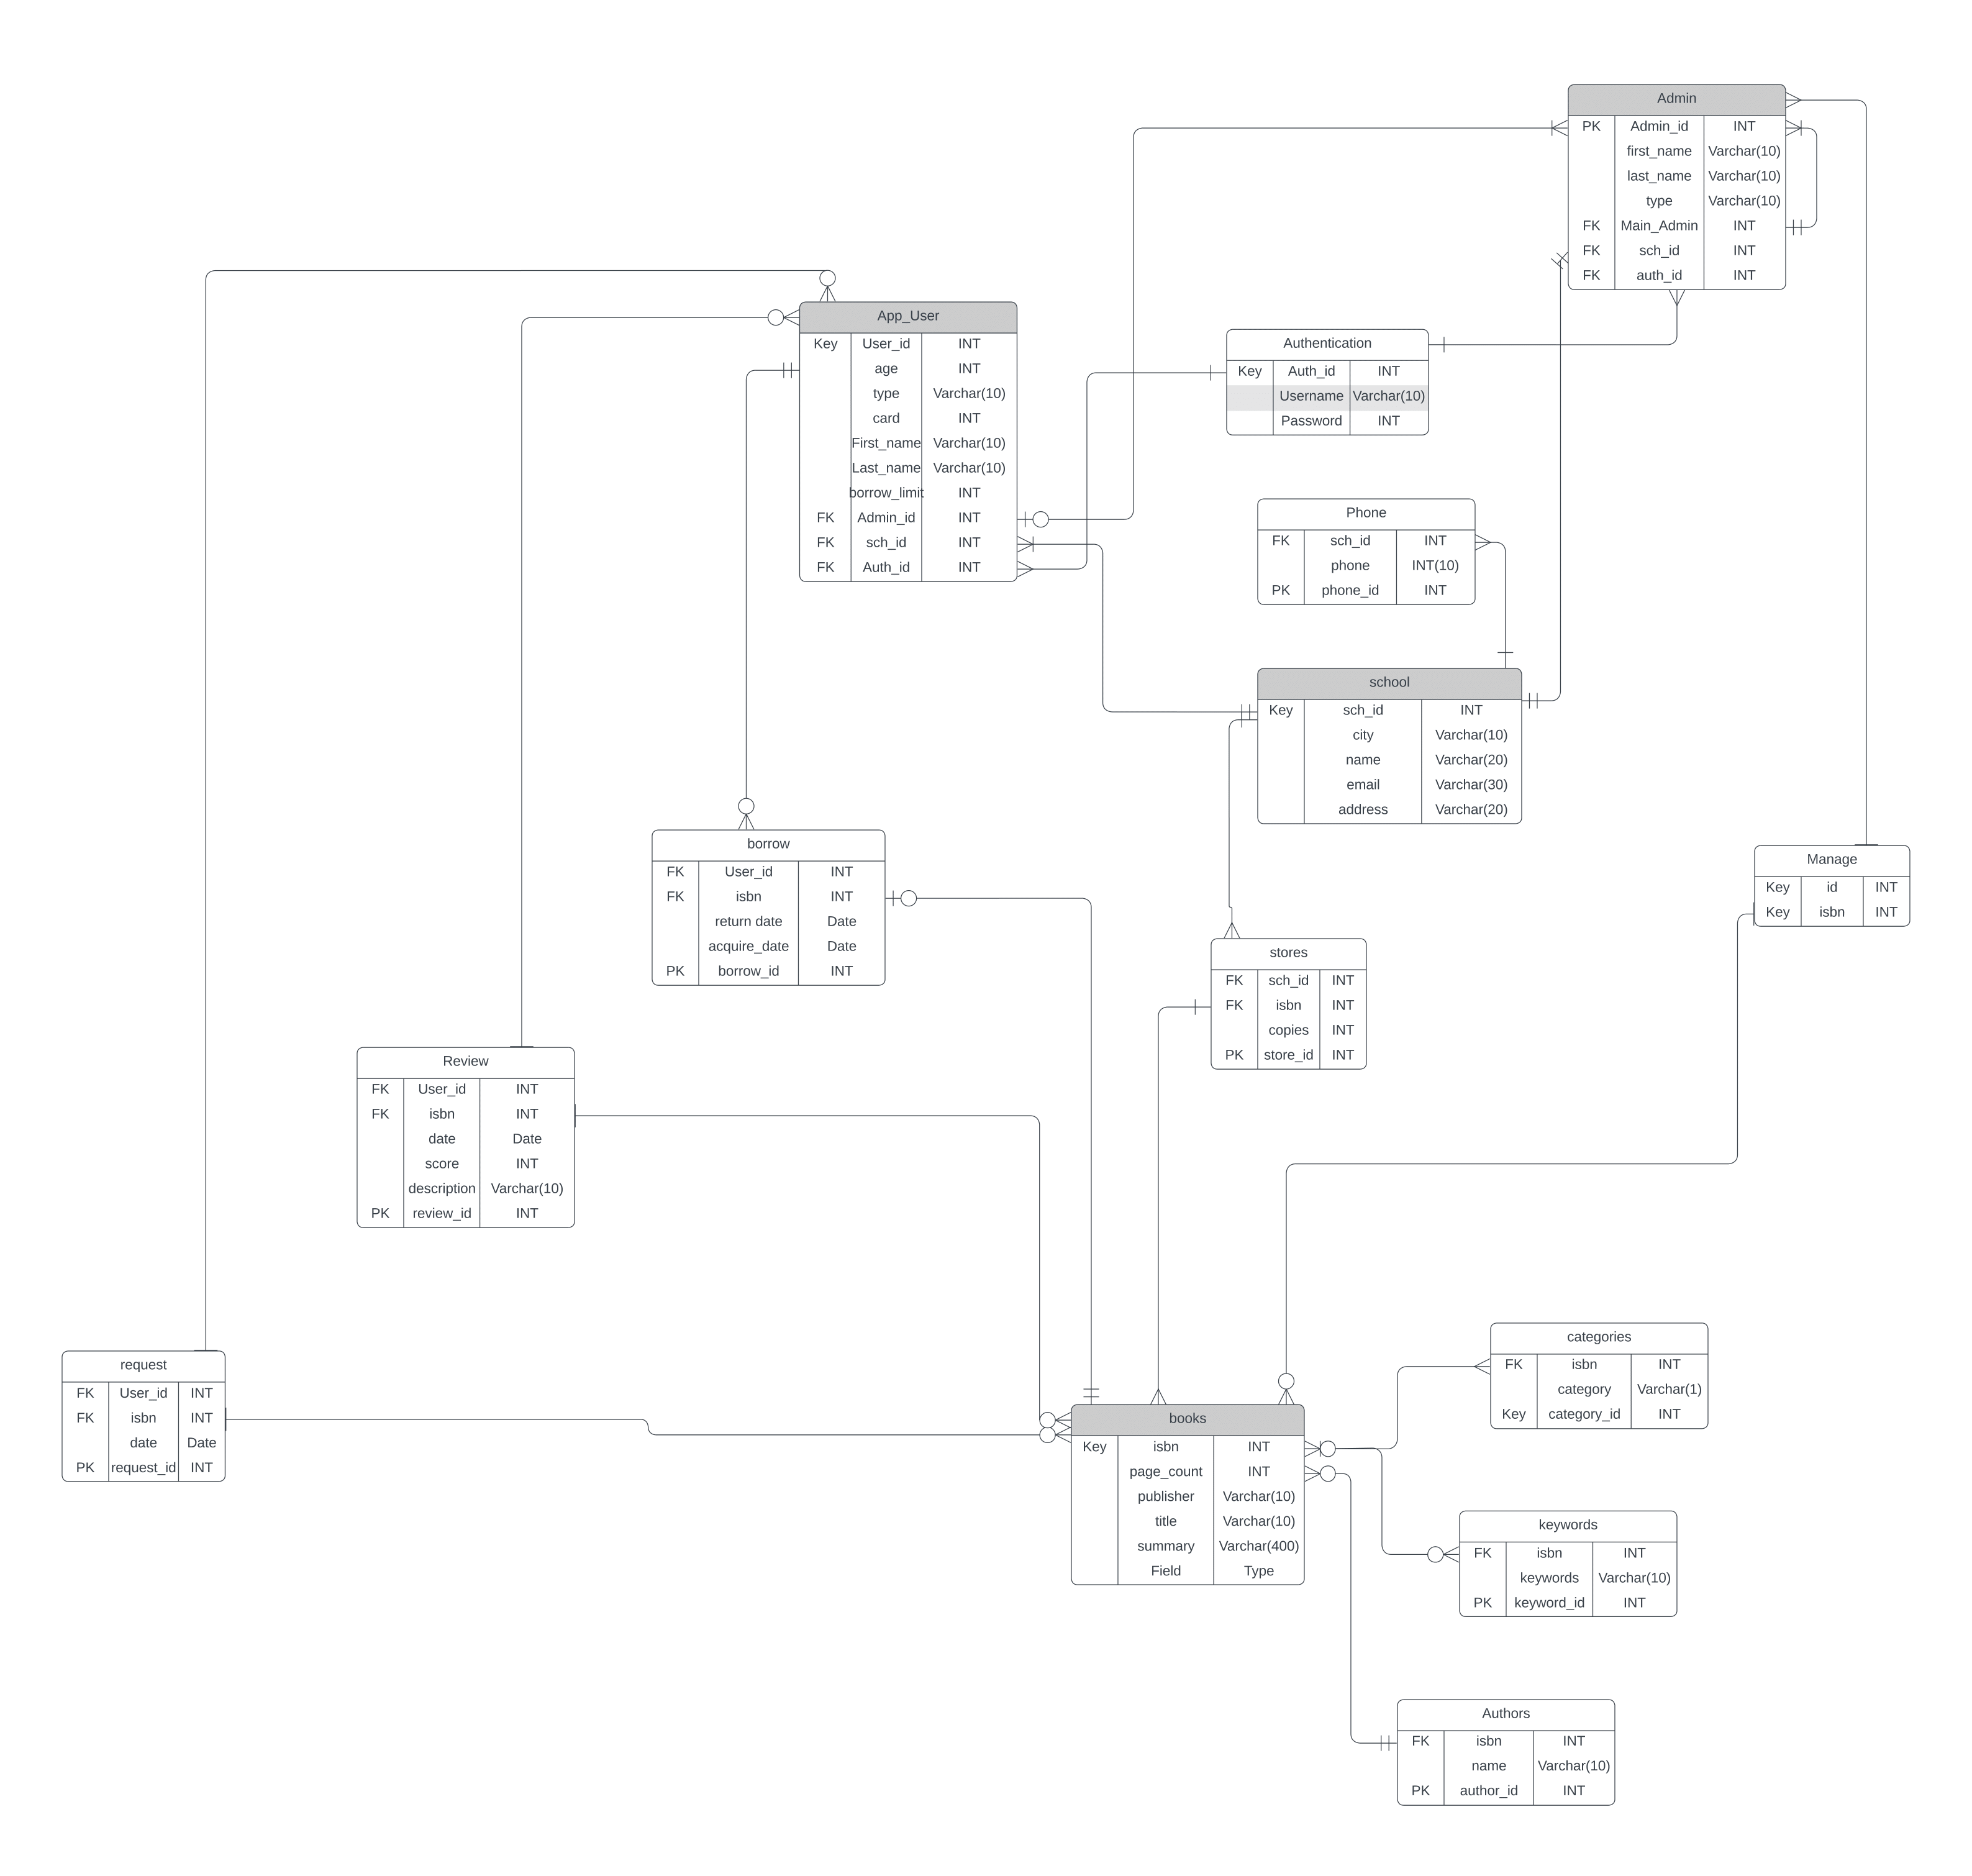 Admin
PK Admin_id INT
first_name Varchar(10)
last_name Varchar(10)
type Varchar(10)
FK Main_Admin INT
FK sch_id INT
FK auth_id INT
App_User
Key User_id INT
age INT
type Varchar(10)
card INT
First_name Varchar(10)
Last_name Varchar(10)
borrow_limit INT
FK Admin_id INT
FK sch_id INT
FK Auth_id INT
Authentication
Key Auth_id INT
Username Varchar(10)
Password INT
Phone
FK sch_id INT
phone INT(10)
PK phone_id INT
school
Key sch_id INT
city Varchar(10)
name Varchar(20)
email Varchar(30)
address Varchar(20)
borrow
FK User_id INT
FK isbn INT
return date Date
acquire_date Date
PK borrow_id INT
Manage
Key id INT
Key isbn INT
stores
FK sch_id INT
FK isbn INT
copies INT
PK store_id INT
Review
FK User_id INT
FK isbn INT
date Date
score INT
description Varchar(10)
PK review_id INT
request
FK User_id INT
FK isbn INT
date Date
PK request_id INT
books
Key isbn INT
page_count INT
publisher Varchar(10)
title Varchar(10)
summary Varchar(400)
Field Type
categories
FK isbn INT
category Varchar(1)
Key category_id INT
keywords
FK isbn INT
keywords Varchar(10)
PK keyword_id INT
Authors
FK isbn INT
name Varchar(10)
PK author_id INT